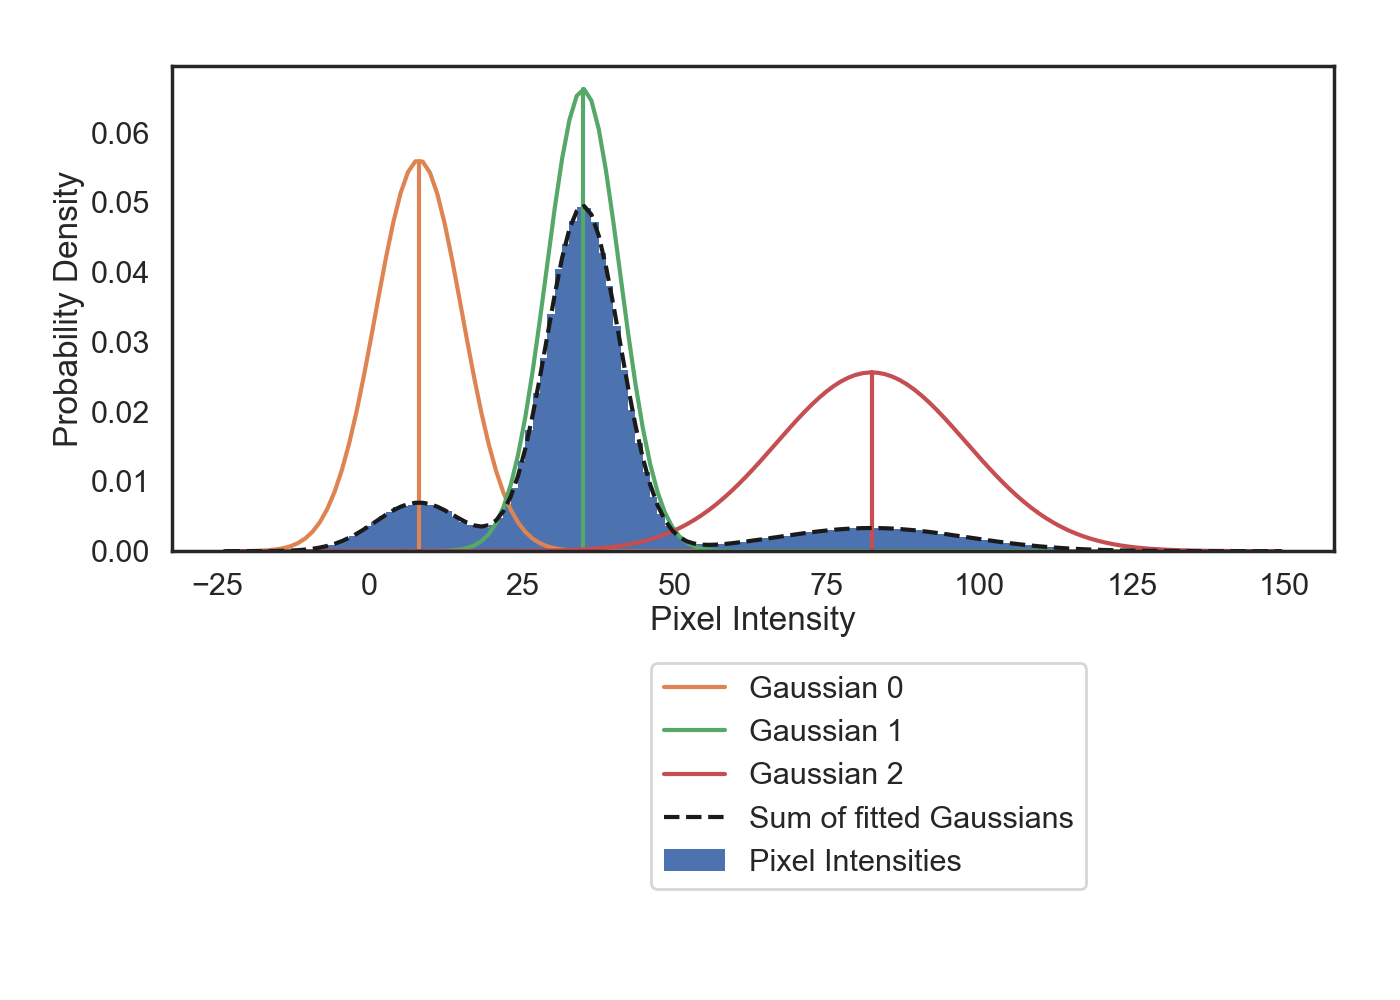 0.06
0.05
0.04
0.03
0.02
0.01
0.00
Probability Density
−25 0 25 50 75 100 125 150
Pixel Intensity
Gaussian 0
Gaussian 1
Gaussian 2
Sum of fitted Gaussians
Pixel Intensities